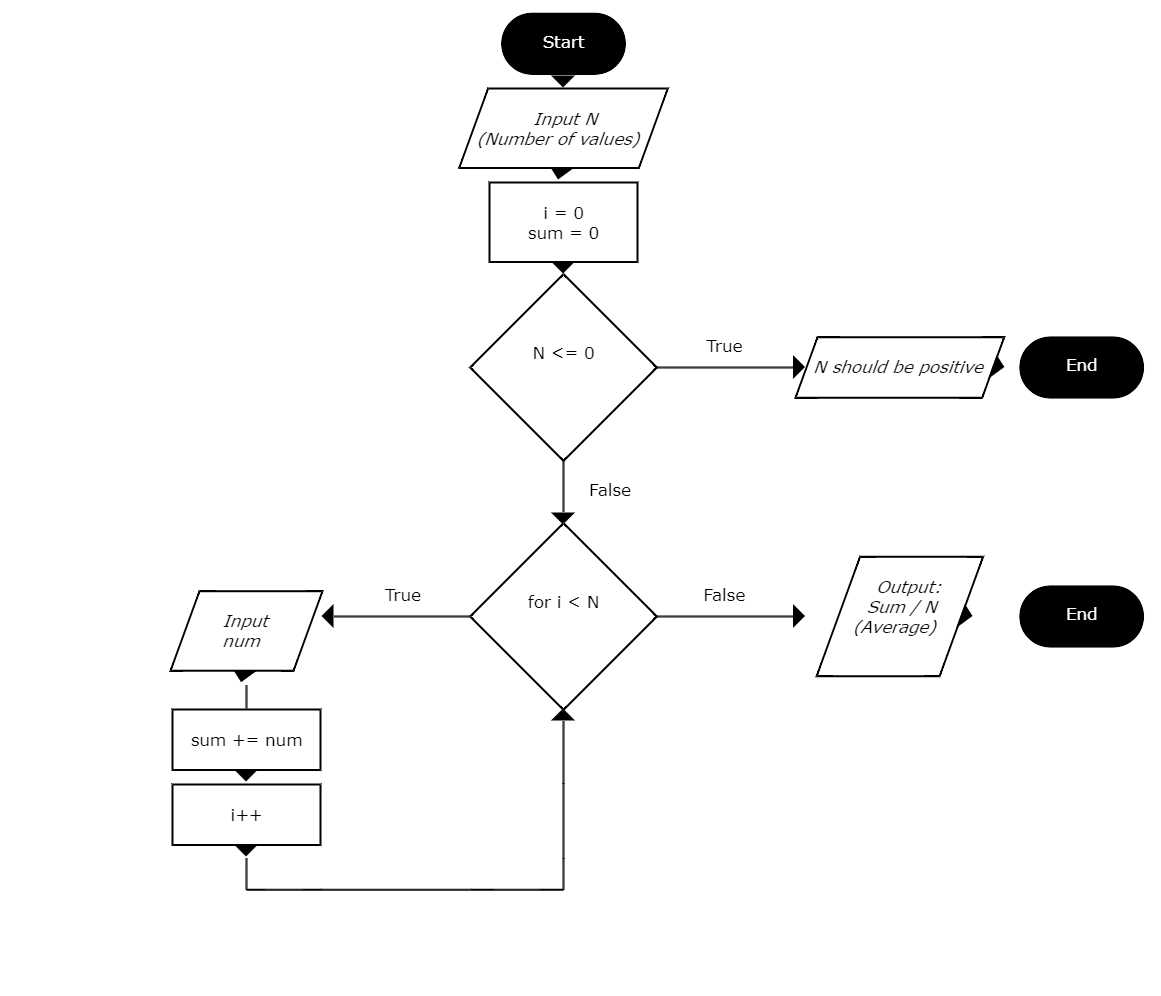 Start
Input N
(Number of values)
i = 0
sum = 0
N <= 0
True
N should be positive
End
False
for i < N
True
Input
num
sum += num
i++
False
Output:
Sum / N
(Average)
End